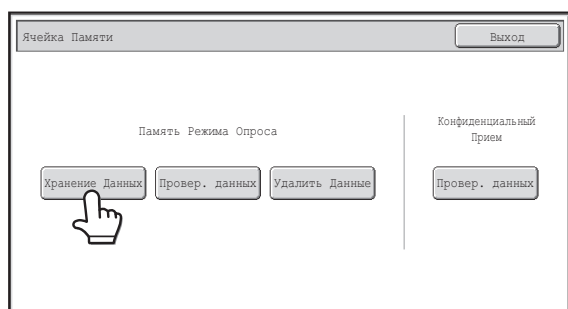 Ячейка Памяти
Выход
Память Режима Опроса
Конфиденциальный
Прием
Хранение Данных
Провер. данных
Удалить Данные
Провер. данных